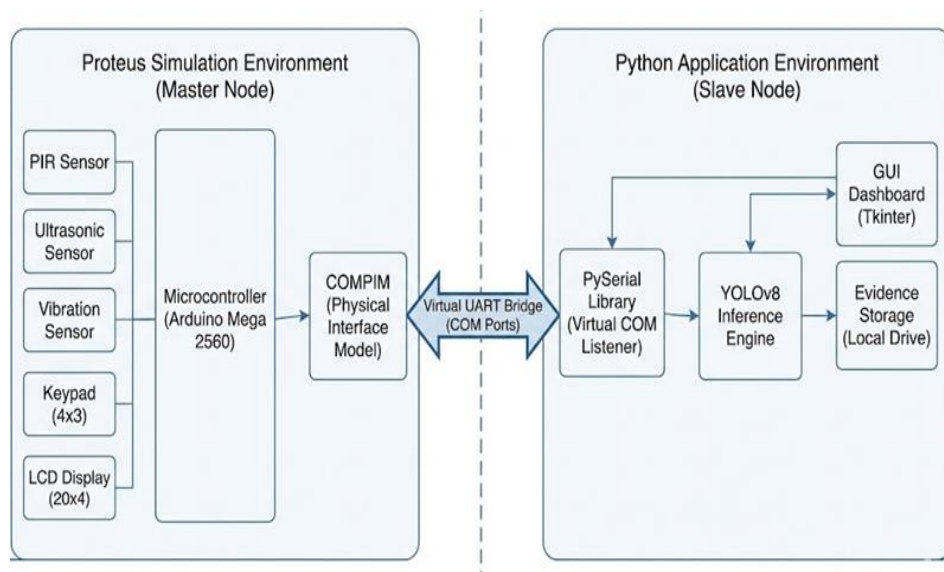 Proteus Simulation Environment
(Master Node)
PIR Sensor
Ultrasonic
Sensor
Vibration
Sensor
Keypad
(4x3)
LCD Display
(20x4)
Microcontroller
(Arduino Mega
2560)
COMPIM
(Physical
Interface
Model)
Virtual UART Bridge
(COM Ports)
Python Application Environment
(Slave Node)
PySerial
Library
(Virtual COM
Listener)
YOLOv8
Inference
Engine
GUI
Dashboard
(Tkinter)
Evidence
Storage
(Local Drive)